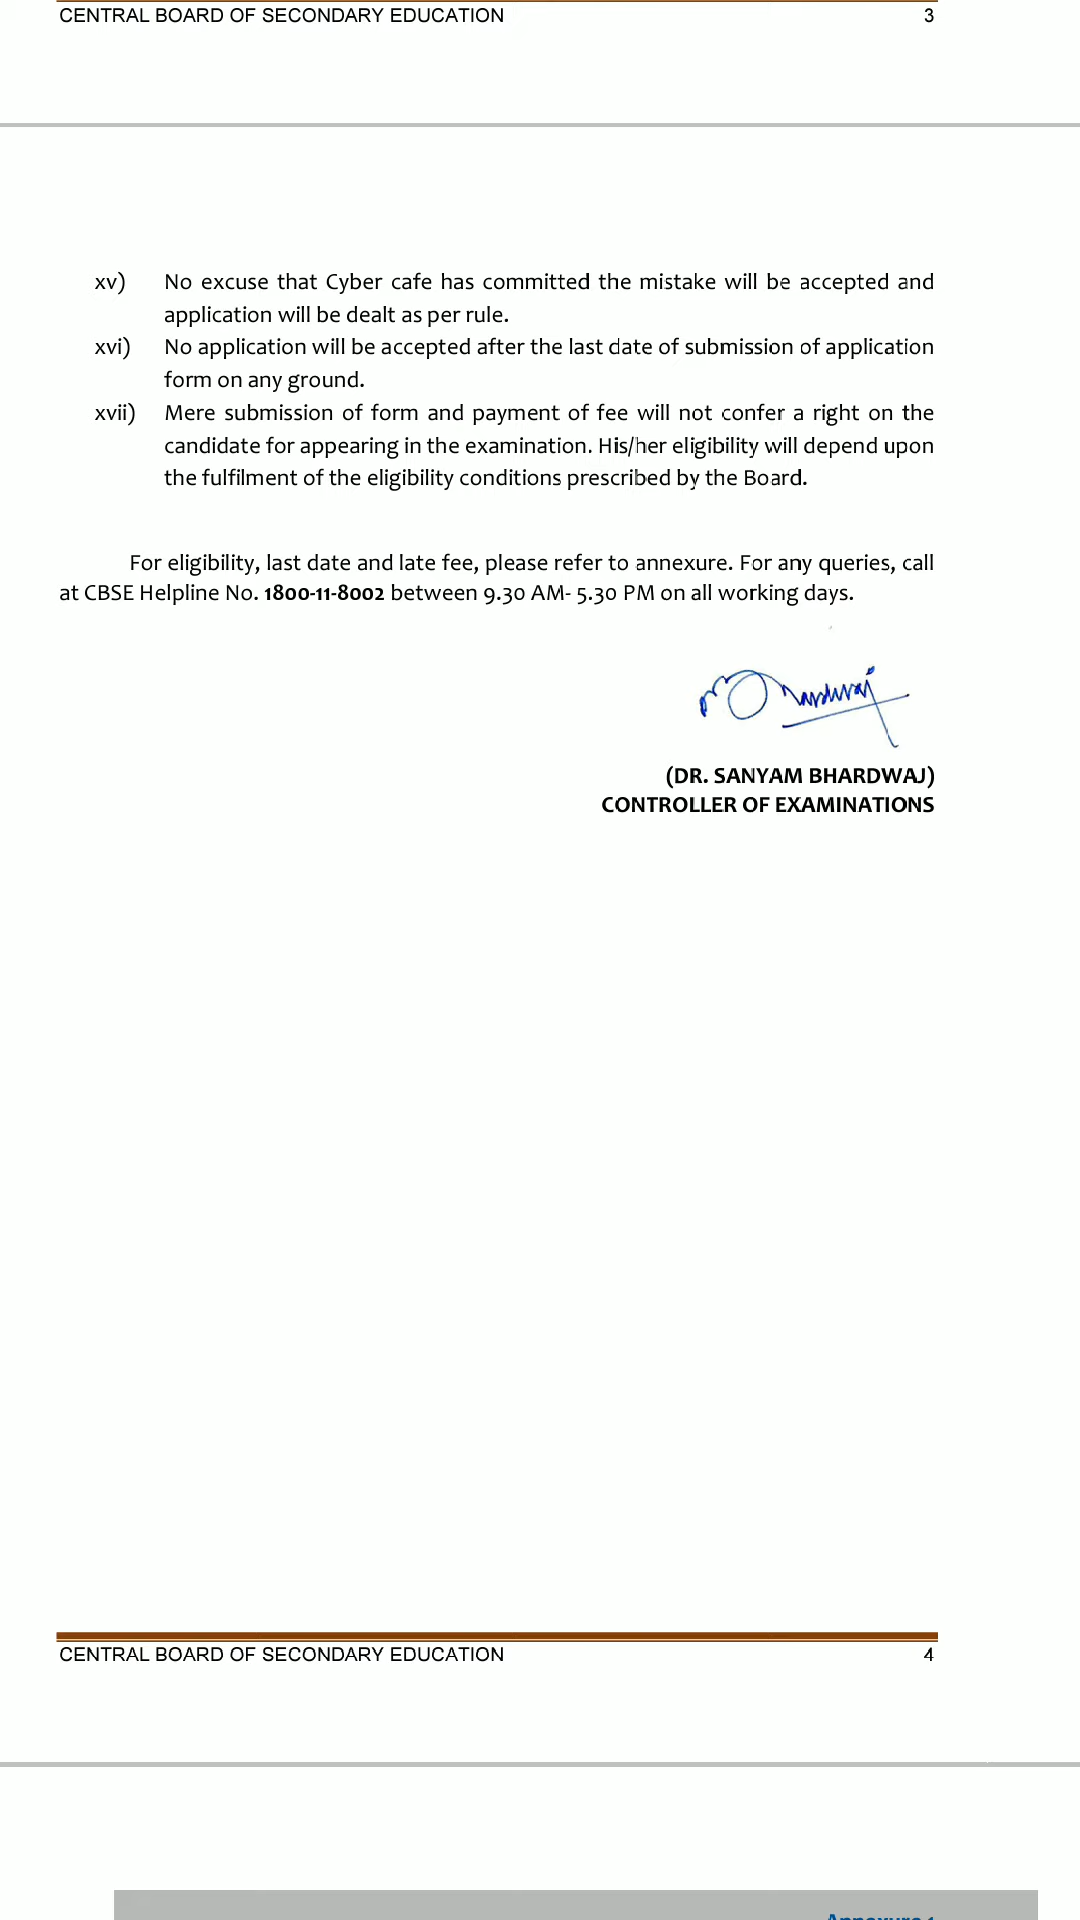 CENTRAL BOARD OF SECONDARY EDUCATION 3
xv) No excuse that Cyber cafe has committed the mistake will be accepted and
application will be dealt as per rule.
xvi) No application will be accepted after the last date of submission of application
form on any ground.
xvii) Mere submission of form and payment of fee will not confer a right on the
candidate for appearing in the examination. His/her eligibility will depend upon
the fulfilment of the eligibility conditions prescribed by the Board.
For eligibility, last date and late fee, please refer to annexure. For any queries, call
at CBSE Helpline No. 1800-11-8002 between 9.30 AM- 5.30 PM on all working days.
(DR. SANYAM BHARDWAJ)
CONTROLLER OF EXAMINATIONS
CENTRAL BOARD OF SECONDARY EDUCATION 4
Annexure 1